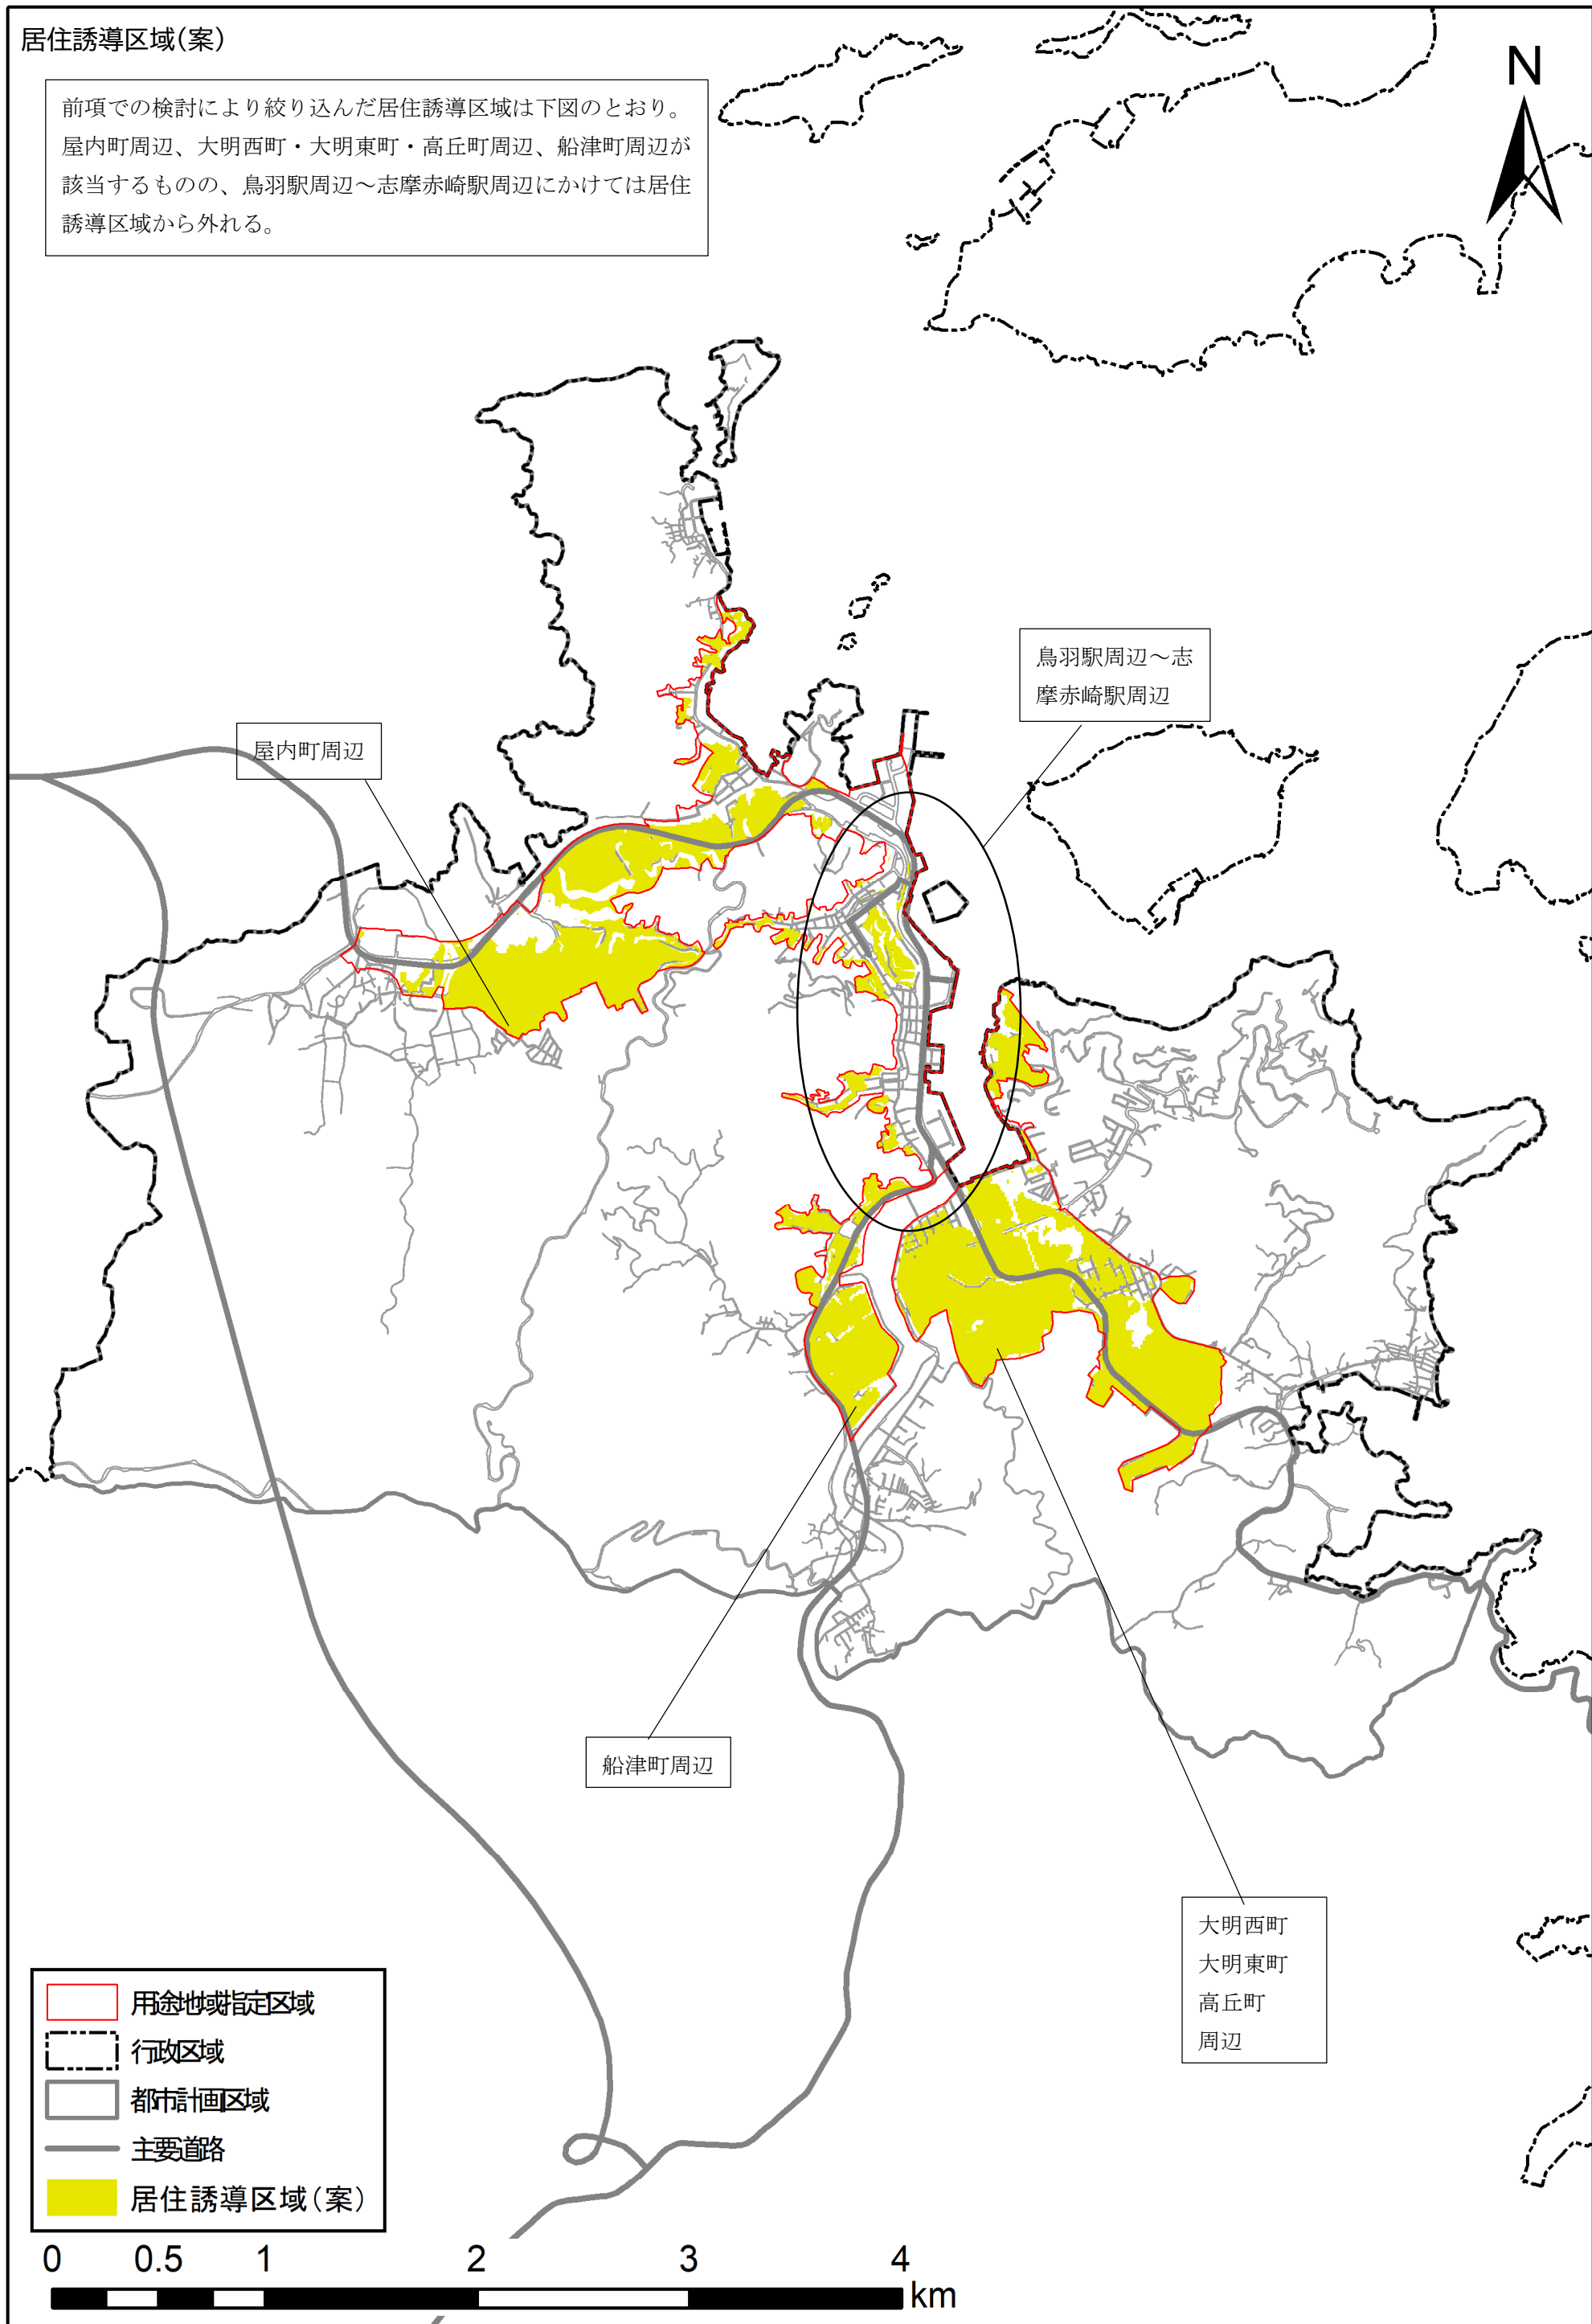 居住誘導区域(案)
前項での検討により絞り込んだ居住誘導区域は下図のとおり。
屋内町周辺、大明西町・大明東町・高丘町周辺、船津町周辺が
該当するものの、鳥羽駅周辺～志摩赤崎駅周辺にかけては居住
誘導区域から外れる。
N
鳥羽駅周辺～志
摩赤崎駅周辺
屋内町周辺
船津町周辺
大明西町
大明東町
高丘町
周辺
用途地域指定区域
行政区域
都市計画区域
主要道路
居住誘導区域(案)
0 0.5 1 2 3 4
km